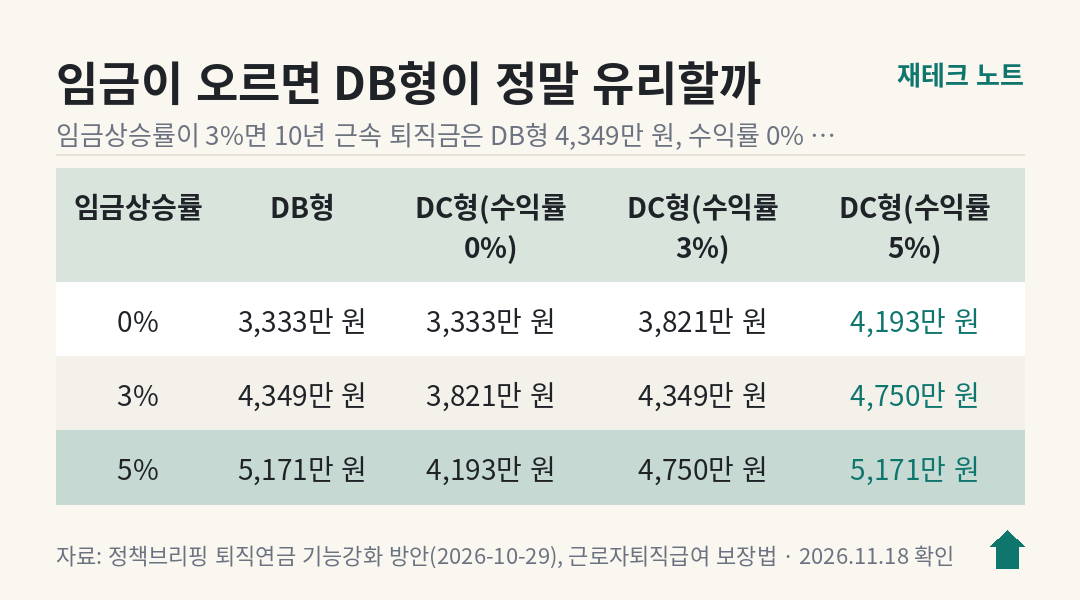 임금이 오르면 DB형이 정말 유리할까
재테크 노트
임금상승률이 3%면 10년 근속 퇴직금은 DB형 4,349만 원, 수익률 0% …
임금상승률 DB형 DC형(수익률 0%) DC형(수익률 3%) DC형(수익률 5%)
0% 3,333만 원 3,333만 원 3,821만 원 4,193만 원
3% 4,349만 원 3,821만 원 4,349만 원 4,750만 원
5% 5,171만 원 4,193만 원 4,750만 원 5,171만 원
자료: 정책브리핑 퇴직연금 기능강화 방안(2026-10-29), 근로자퇴직급여 보장법 · 2026.11.18 확인